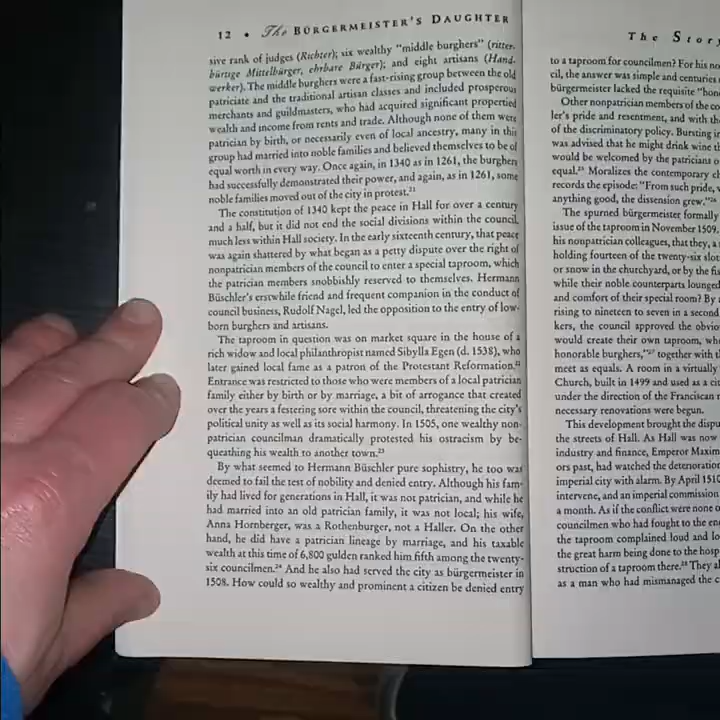 12 • The BÜRGERMEISTER'S DAUGHTER
sive rank of judges (Richter); six wealthy "middle burghers" (ritter-
bürtige Mittelbürger, ehrbare Bürger); and eight artisans (Hand-
werker). The middle burghers were a fast-rising group between the old
patriciate and the traditional artisan classes and included prosperous
merchants and guildmasters, who had acquired significant propertied
wealth and income from rents and trade. Although none of them were
patrician by birth, or necessarily even of local ancestry, many in this
group had married into noble families and believed themselves to be of
equal worth in every way. Once again, in 1340 as in 1261, the burghers
had successfully demonstrated their power, and again, as in 1261, some
noble families moved out of the city in protest.21
The constitution of 1340 kept the peace in Hall for over a century
and a half, but it did not end the social divisions within the council,
much less within Hall society. In the early sixteenth century, that peace
was again shattered by what began as a petty dispute over the right of
nonpatrician members of the council to enter a special taproom, which
the patrician members snobbishly reserved to themselves. Hermann
Büschler's erstwhile friend and frequent companion in the conduct of
council business, Rudolf Nagel, led the opposition to the entry of low-
born burghers and artisans.
The taproom in question was on market square in the house of a
rich widow and local philanthropist named Sibylla Egen (d. 1538), who
later gained local fame as a patron of the Protestant Reformation.22
Entrance was restricted to those who were members of a local patrician
family either by birth or by marriage, a bit of arrogance that created
over the years a festering sore within the council, threatening the city's
political unity as well as its social harmony. In 1505, one wealthy non-
patrician councilman dramatically protested his ostracism by be-
queathing his wealth to another town.23
By what seemed to Hermann Büschler pure sophistry, he too was
deemed to fail the test of nobility and denied entry. Although his fam-
ily had lived for generations in Hall, it was not patrician, and while he
had married into an old patrician family, it was not local; his wife,
Anna Hornberger, was a Rothenburger, not a Haller. On the other
hand, he did have a patrician lineage by marriage, and his taxable
wealth at this time of 6,800 gulden ranked him fifth among the twenty-
six councilmen.24 And he also had served the city as bürgermeister in
1508. How could so wealthy and prominent a citizen be denied entry
The Story
to a taproom for councilmen? For his no
cil, the answer was simple and centuries
bürgermeister lacked the requisite "hon
Other nonpatrician members of the co
ler's pride and resentment, and with th
of the discriminatory policy. Bursting in
was advised that he might drink wine th
would be welcomed by the patricians o
equal.25 Moralizes the contemporary ch
records the episode: "From such pride,
anything good, the dissension grew."26
The spurned bürgermeister formally
issue of the taproom in November 1509.
his nonpatrician colleagues, that they, a
holding fourteen of the twenty-six slot
or snow in the churchyard, or by the fis
while their noble counterparts lounged
and comfort of their special room? By
rising to nineteen to seven in a second
kers, the council approved the obvio
would create their own taproom, wh
honorable burghers,"27 together with t
meet as equals. A room in a virtually
Church, built in 1499 and used as a cit
under the direction of the Franciscan
necessary renovations were begun.
This development brought the dispu
the streets of Hall. As Hall was now
industry and finance, Emperor Maxim
ors past, had watched the deterioration
imperial city with alarm. By April 1510
intervene, and an imperial commission
a month. As if the conflict were none o
councilmen who had fought to the en
the taproom complained loud and lo
the great harm being done to the hosp
struction of a taproom there.28 They al
as a man who had mismanaged the c